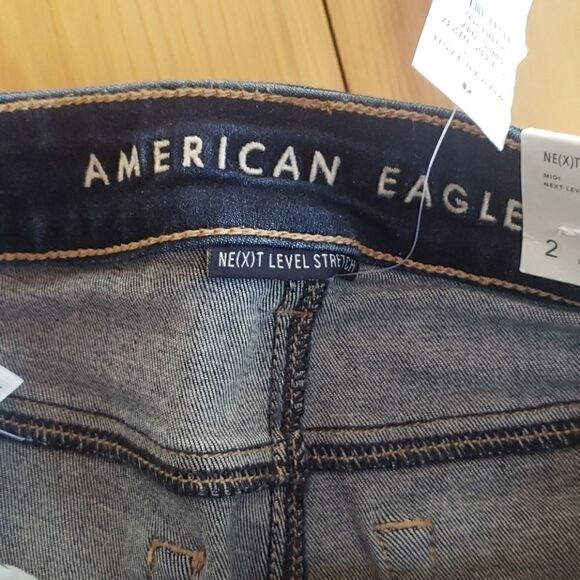 AMERICAN EAGLE
NE(X)T LEVEL STRETCH
NE(X)T
MIDI
NEXT LEV
2